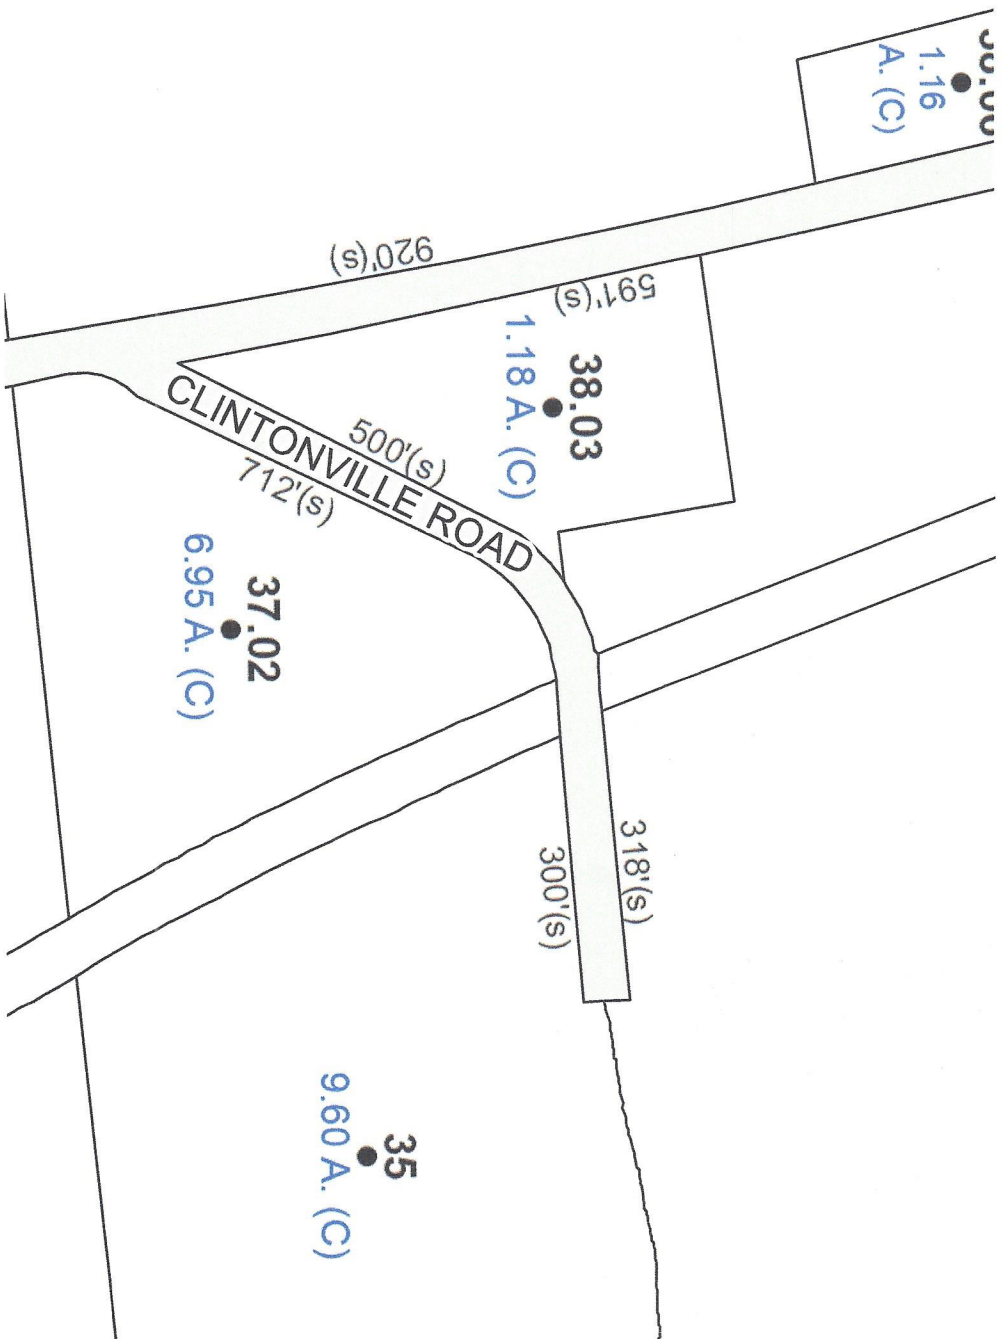 1.16
A. (C)
920'(s)
591'(s)
38.03
1.18 A. (C)
500'(s)
CLINTONVILLE ROAD
712'(s)
37.02
6.95 A. (C)
318'(s)
300'(s)
35
9.60 A. (C)